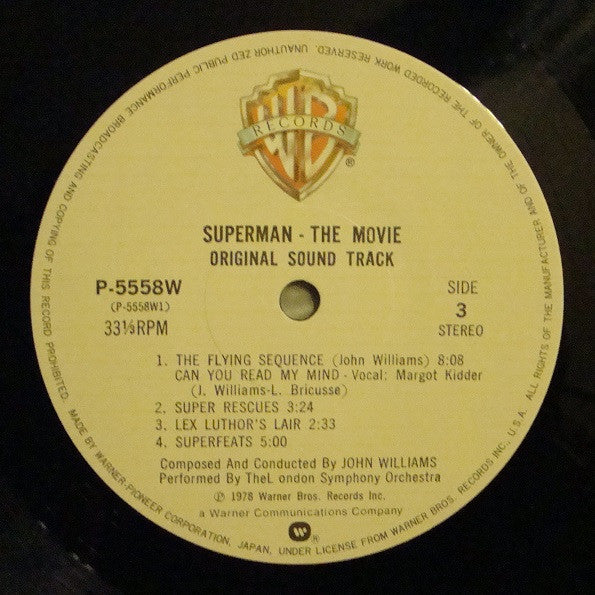 WB
RECORDS
®
SUPERMAN - THE MOVIE
ORIGINAL SOUND TRACK
P-5558W
(P-5558W1)
33⅓RPM
SIDE
3
STEREO
1. THE FLYING SEQUENCE (John Williams) 8:08
CAN YOU READ MY MIND - Vocal: Margot Kidder
(J. Williams-L. Bricusse)
2. SUPER RESCUES 3:24
3. LEX LUTHOR'S LAIR 2:33
4. SUPERFEATS 5:00
Composed And Conducted By JOHN WILLIAMS
Performed By TheL ondon Symphony Orchestra
℗ 1978 Warner Bros. Records Inc.
a Warner Communications Company
W ®
MADE BY WARNER-PIONEER CORPORATION, JAPAN, UNDER LICENSE FROM WARNER BROS. RECORDS INC., U.S.A. ALL RIGHTS OF THE MANUFACTURER AND OF THE OWNER OF THE RECORDED WORK RESERVED. UNAUTHOR ZED PUBLIC PERFORMANCE BROADCASTING AND COPYING OF THIS RECORD PROHIBITED.